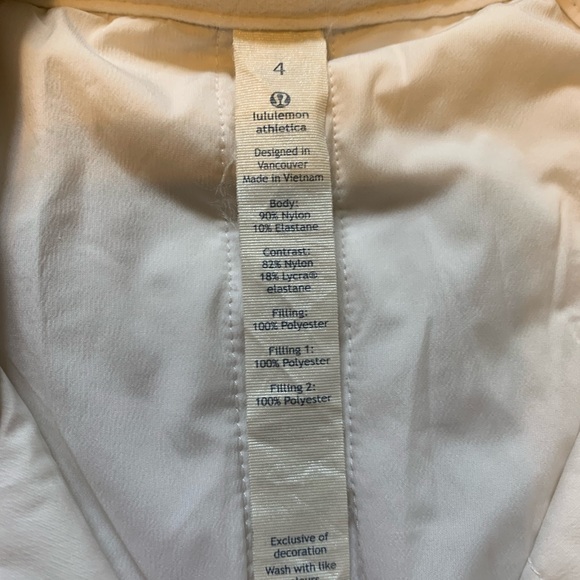 4
lululemon
athletica
Designed in
Vancouver
Made in Vietnam
Body:
90% Nylon
10% Elastane
Contrast:
82% Nylon
18% Lycra®
elastane
Filling:
100% Polyester
Filling 1:
100% Polyester
Filling 2:
100% Polyester
Exclusive of
decoration
Wash with like